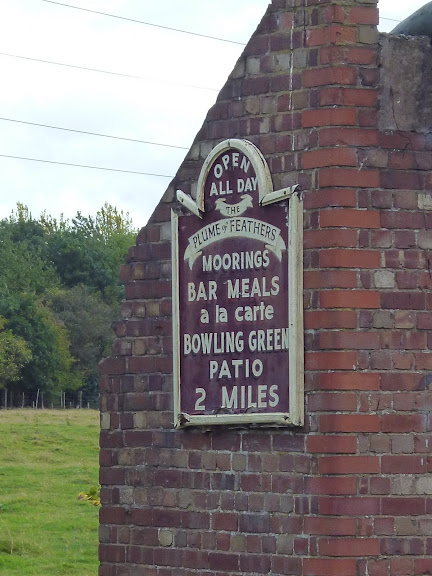 OPEN
ALL DAY
THE
PLUME of FEATHERS
MOORINGS
BAR MEALS
a la carte
BOWLING GREEN
PATIO
2 MILES